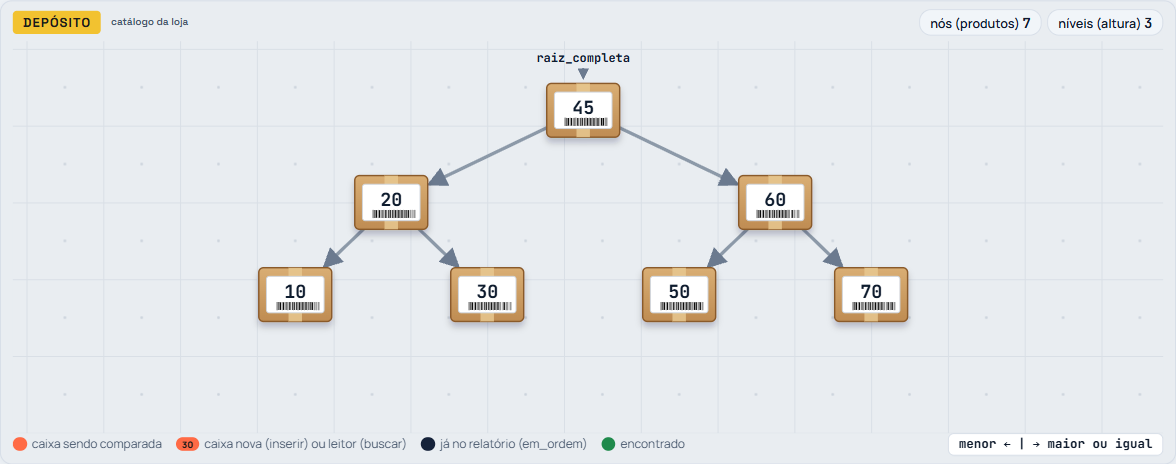 DEPÓSITO catálogo da loja nós (produtos) 7 níveis (altura) 3
raiz_completa
45
20 60
10 30 50 70
caixa sendo comparada 30 caixa nova (inserir) ou leitor (buscar) já no relatório (em_ordem) encontrado menor ← | → maior ou igual